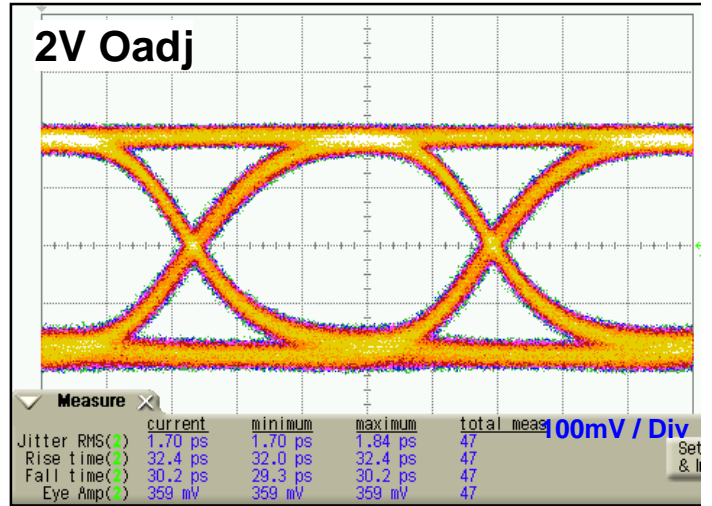 2V Oadj
Measure
current minimum maximum total meas
100mV / Div
Jitter RMS(2) 1.70 ps 1.70 ps 1.84 ps 47
Rise time(2) 32.4 ps 32.0 ps 32.4 ps 47
Fall time(2) 30.2 ps 29.3 ps 30.2 ps 47
Eye Amp(2) 359 mV 359 mV 359 mV 47
Set
&